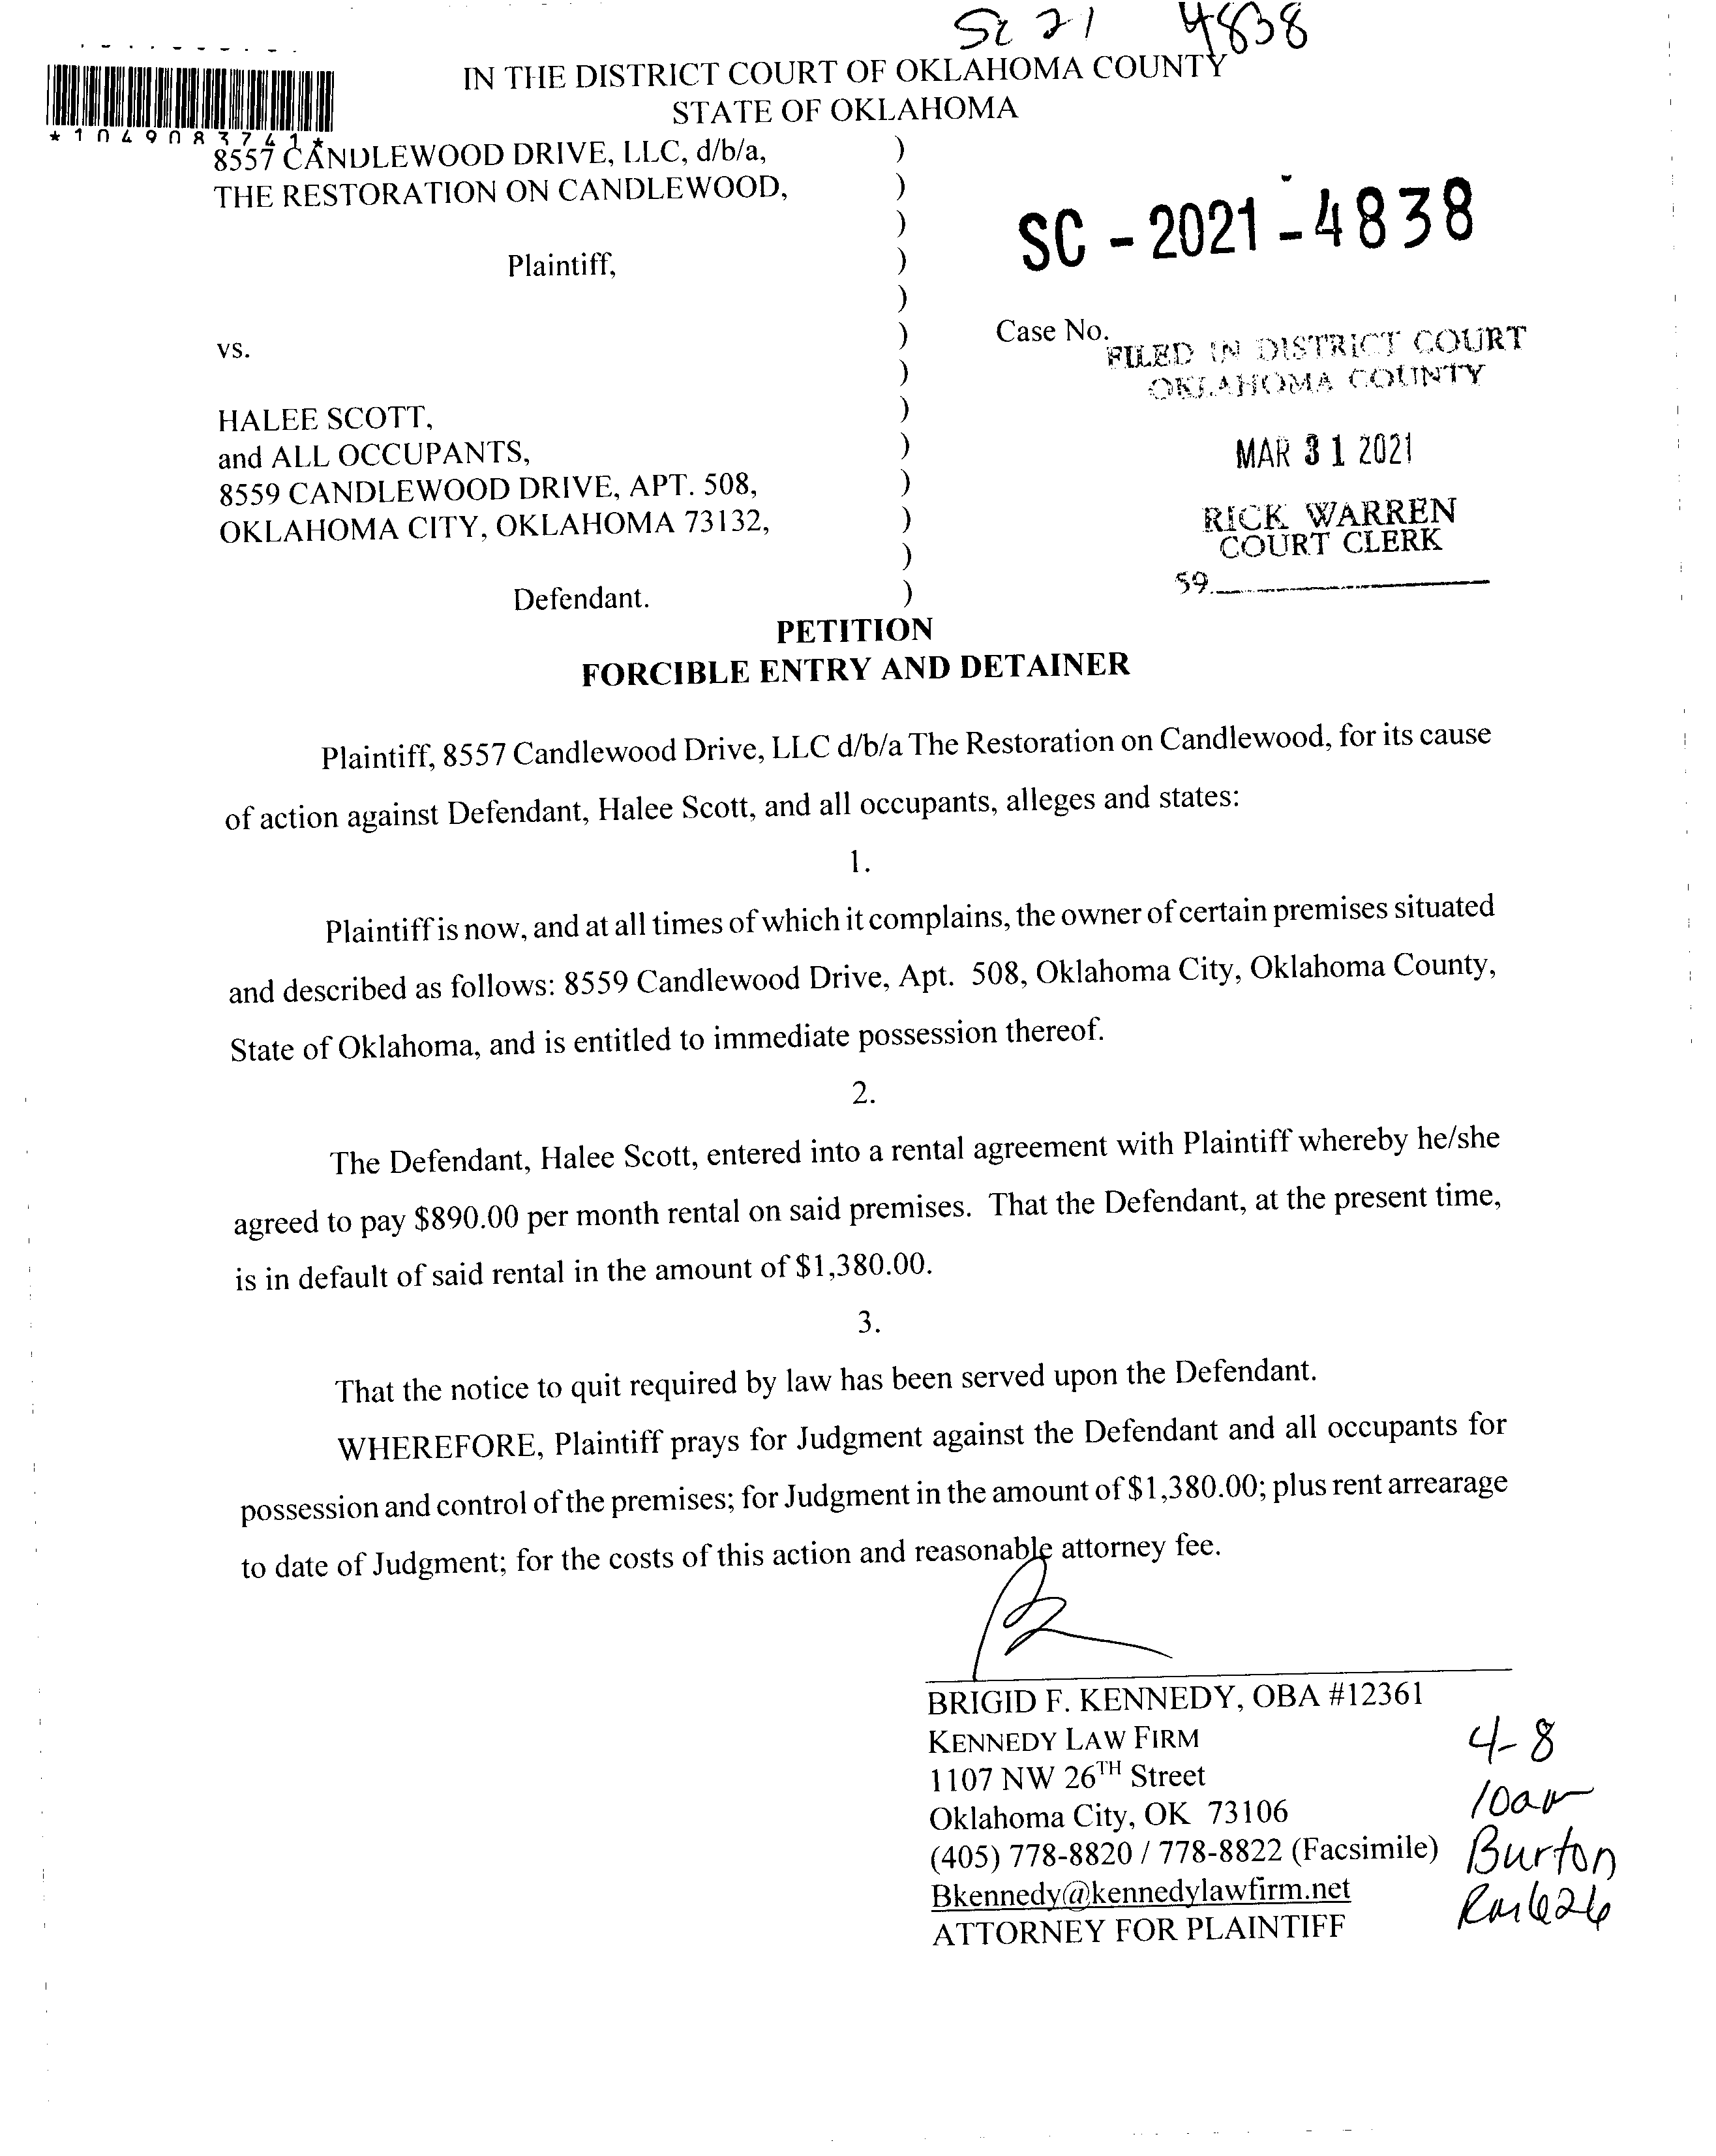 SC 21 4838
IN THE DISTRICT COURT OF OKLAHOMA COUNTY
STATE OF OKLAHOMA
*1049083741*
8557 CANDLEWOOD DRIVE, LLC, d/b/a, )
THE RESTORATION ON CANDLEWOOD, )
)
SC - 2021 - 4838
Plaintiff, )
)
Case No.
vs. )
FILED IN DISTRICT COURT
OKLAHOMA COUNTY
)
HALEE SCOTT, )
and ALL OCCUPANTS, )
MAR 31 2021
8559 CANDLEWOOD DRIVE, APT. 508, )
OKLAHOMA CITY, OKLAHOMA 73132, )
RICK WARREN
COURT CLERK
)
59
Defendant. )
PETITION
FORCIBLE ENTRY AND DETAINER
Plaintiff, 8557 Candlewood Drive, LLC d/b/a The Restoration on Candlewood, for its cause
of action against Defendant, Halee Scott, and all occupants, alleges and states:
1.
Plaintiff is now, and at all times of which it complains, the owner of certain premises situated
and described as follows: 8559 Candlewood Drive, Apt. 508, Oklahoma City, Oklahoma County,
State of Oklahoma, and is entitled to immediate possession thereof.
2.
The Defendant, Halee Scott, entered into a rental agreement with Plaintiff whereby he/she
agreed to pay $890.00 per month rental on said premises. That the Defendant, at the present time,
is in default of said rental in the amount of $1,380.00.
3.
That the notice to quit required by law has been served upon the Defendant.
WHEREFORE, Plaintiff prays for Judgment against the Defendant and all occupants for
possession and control of the premises; for Judgment in the amount of $1,380.00; plus rent arrearage
to date of Judgment; for the costs of this action and reasonable attorney fee.
BRIGID F. KENNEDY, OBA #12361
KENNEDY LAW FIRM
1107 NW 26TH Street
Oklahoma City, OK 73106
(405) 778-8820 / 778-8822 (Facsimile)
Bkennedy@kennedylawfirm.net
ATTORNEY FOR PLAINTIFF
4-8
10am
Burton